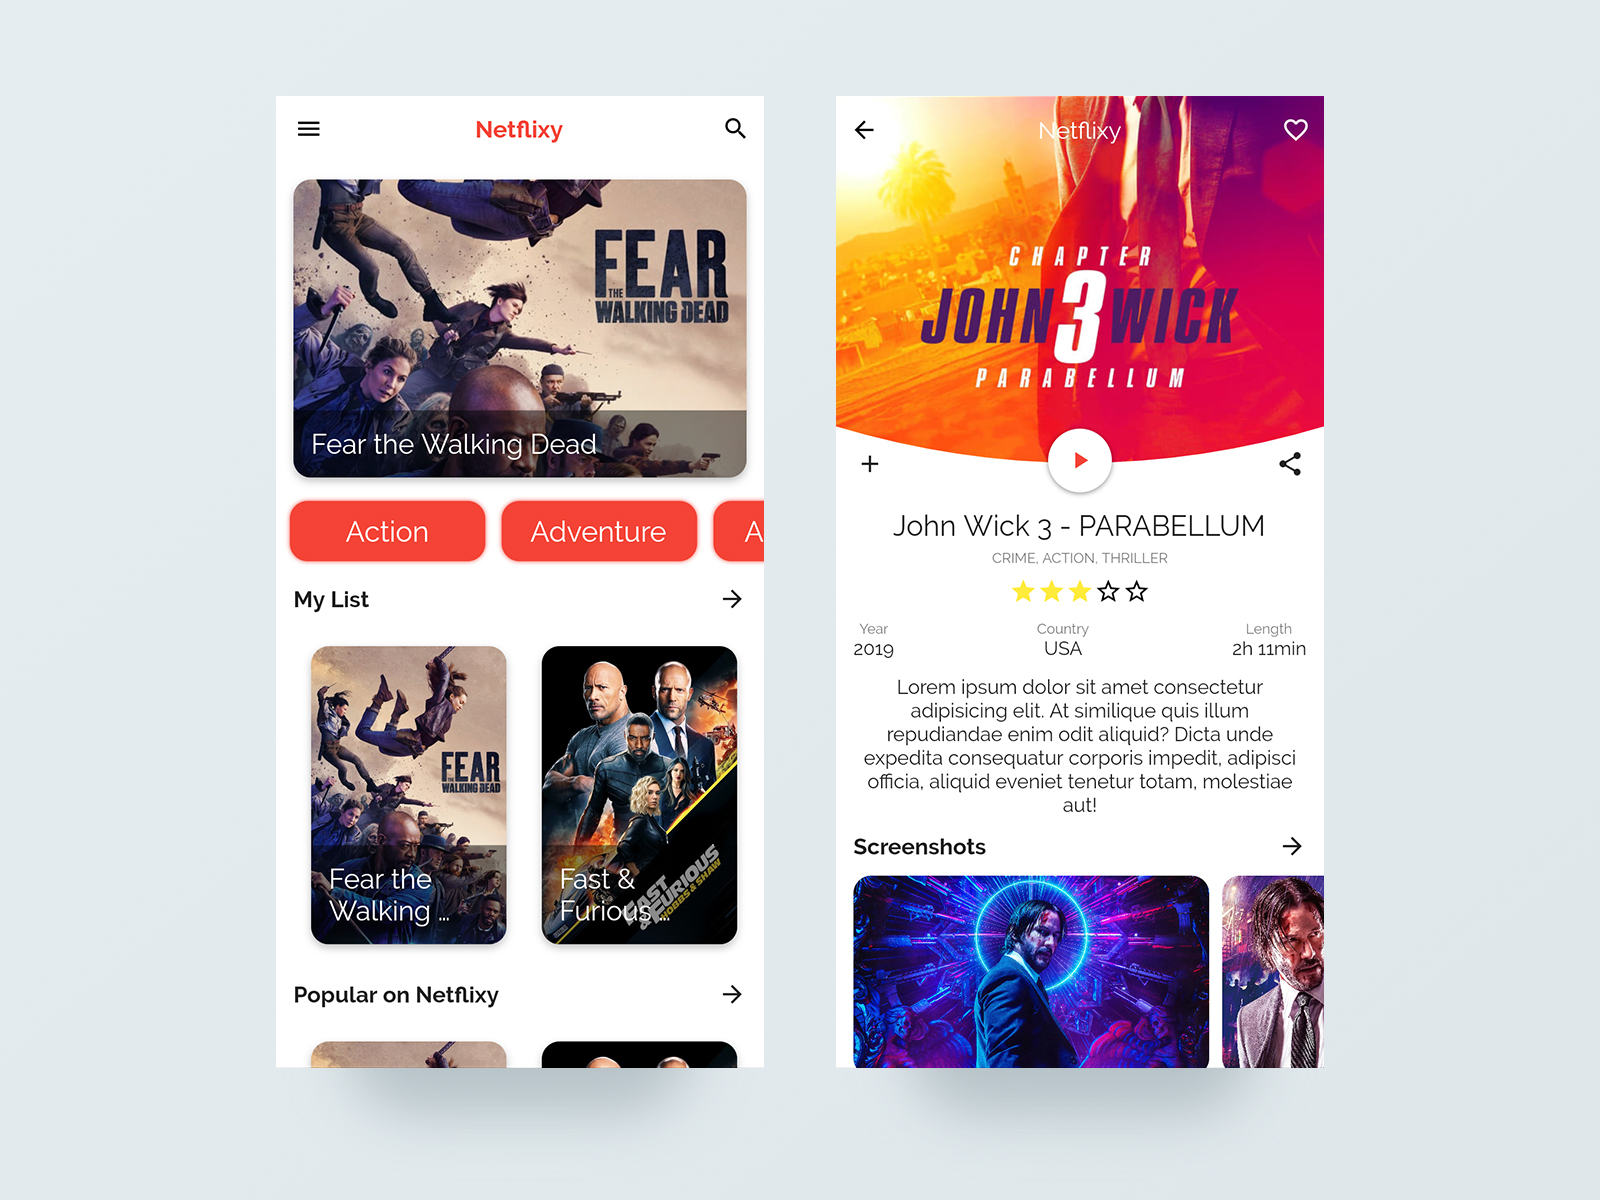 Netflixy
FEAR
THE
WALKING DEAD
Fear the Walking Dead
Action
Adventure
A
My List
FEAR
THE
WALKING DEAD
Fear the
Walking ...
FAST
& FURIOUS
HOBBS & SHAW
Fast &
Furious ...
Popular on Netflixy
Netflixy
CHAPTER
JOHN 3 WICK
PARABELLUM
John Wick 3 - PARABELLUM
CRIME, ACTION, THRILLER
Year
2019
Country
USA
Length
2h 11min
Lorem ipsum dolor sit amet consectetur
adipisicing elit. At similique quis illum
repudiandae enim odit aliquid? Dicta unde
expedita consequatur corporis impedit, adipisci
officia, aliquid eveniet tenetur totam, molestiae
aut!
Screenshots